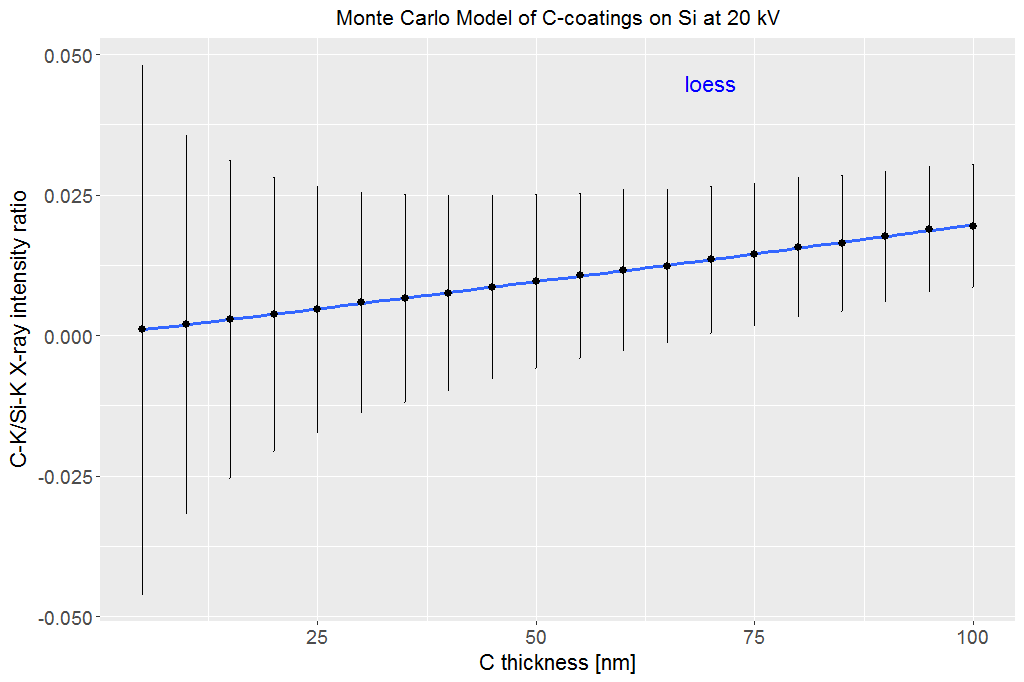 Monte Carlo Model of C-coatings on Si at 20 kV
loess
C-K/Si-K X-ray intensity ratio
0.050
0.025
0.000
-0.025
-0.050
25
50
75
100
C thickness [nm]